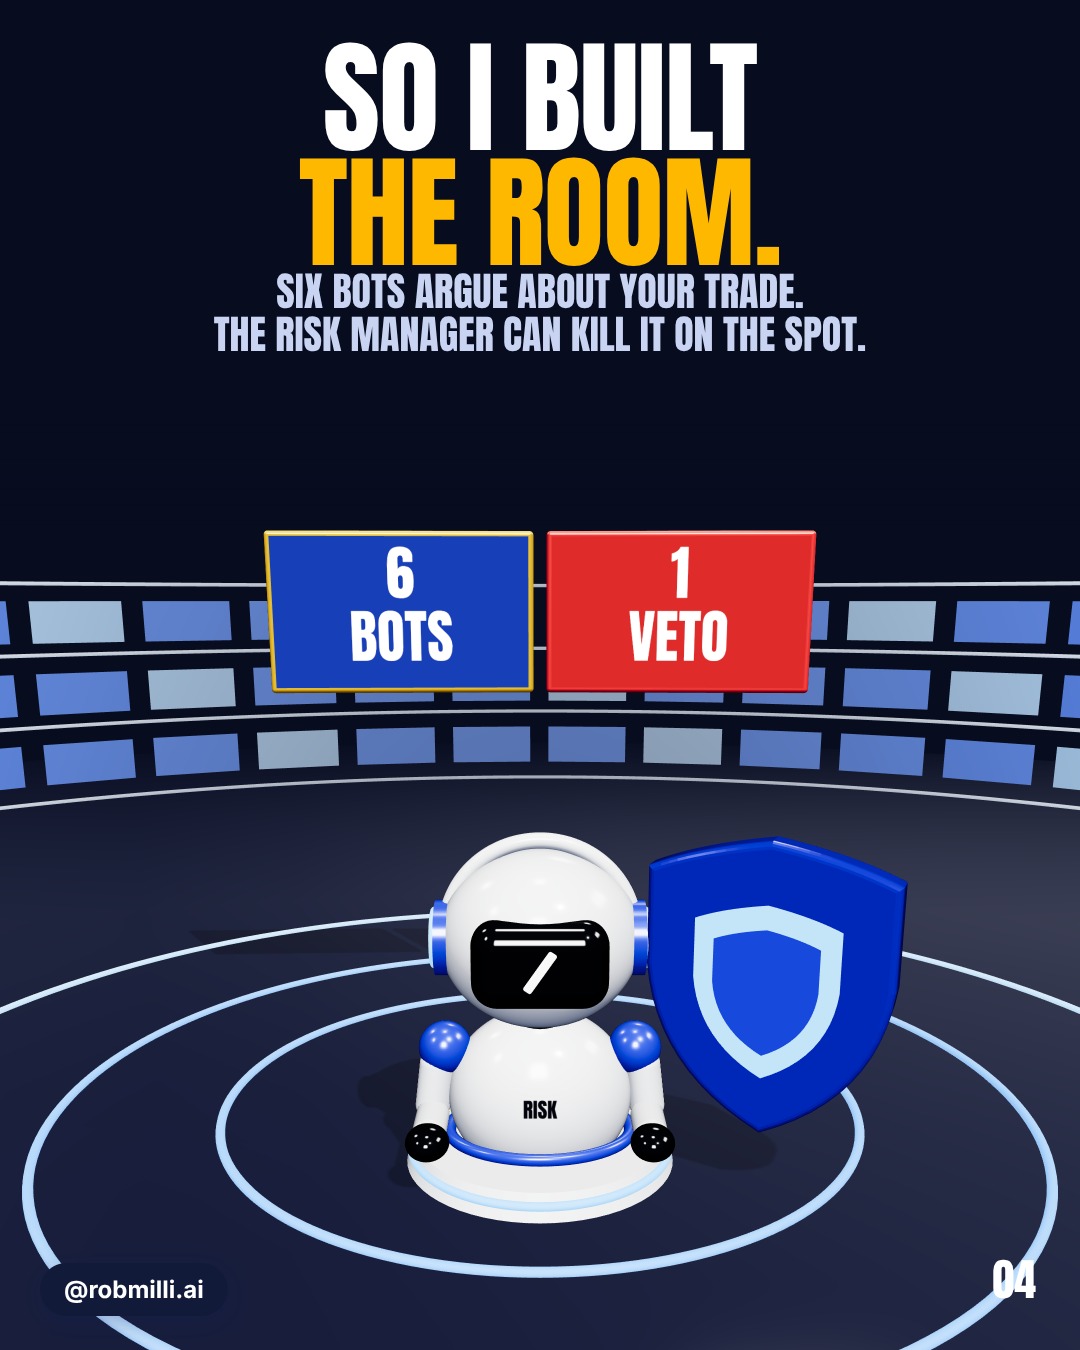 SO I BUILT
THE ROOM.
SIX BOTS ARGUE ABOUT YOUR TRADE.
THE RISK MANAGER CAN KILL IT ON THE SPOT.
6
BOTS
1
VETO
RISK
@robmilli.ai
04